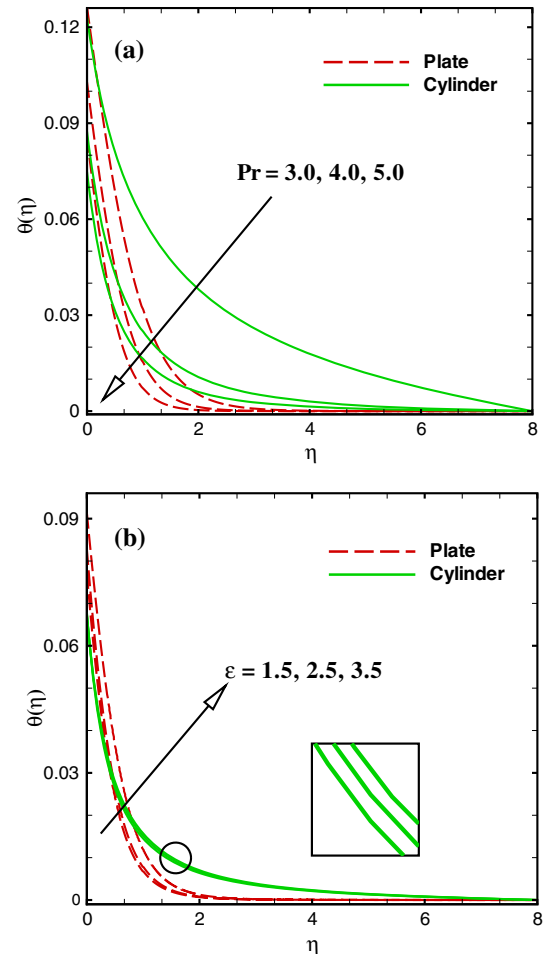 0.12
(a)
Plate
Cylinder
0.09
Pr = 3.0, 4.0, 5.0
θ(η)
0.06
0.03
0
0 2 4 6 8
η
0.09
(b)
Plate
Cylinder
0.06
ε = 1.5, 2.5, 3.5
θ(η)
0.03
0
0 2 4 6 8
η